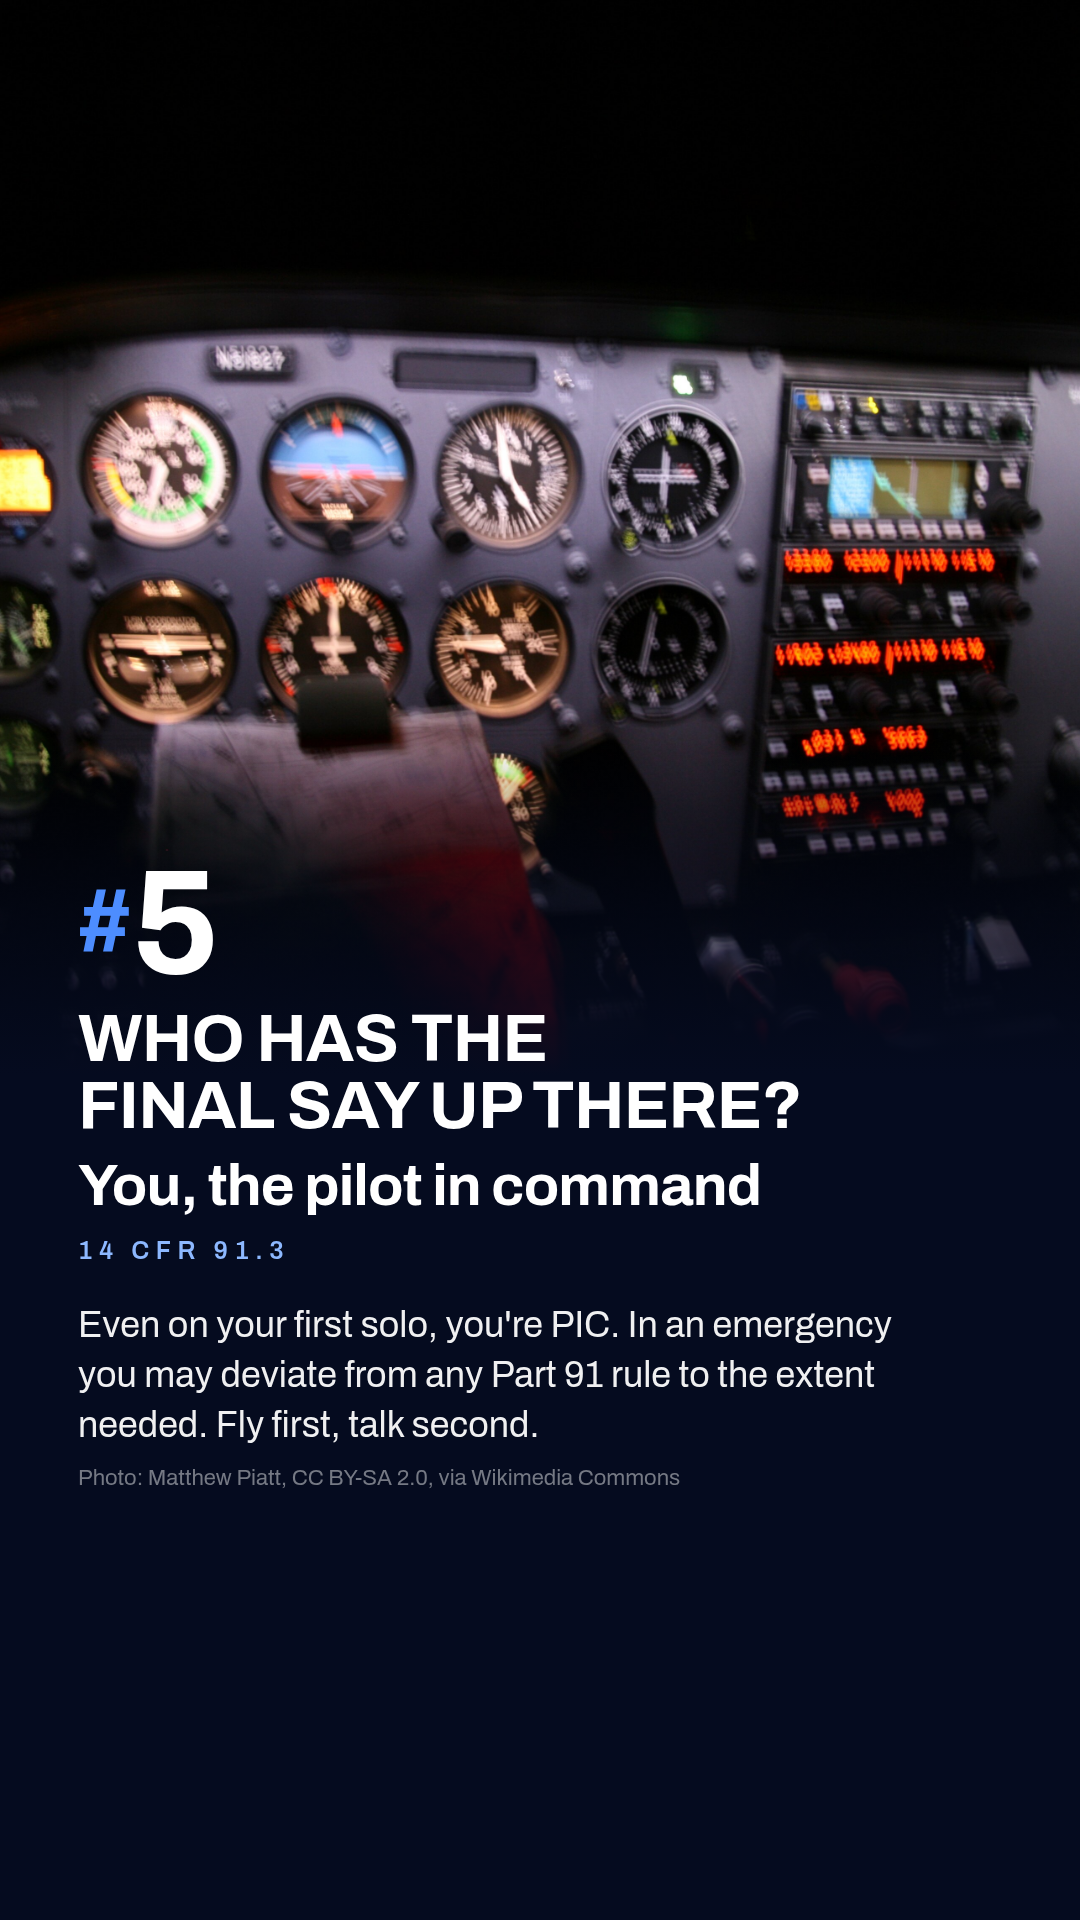 N51827
#5
WHO HAS THE
FINAL SAY UP THERE?
You, the pilot in command
14 CFR 91.3
Even on your first solo, you're PIC. In an emergency
you may deviate from any Part 91 rule to the extent
needed. Fly first, talk second.
Photo: Matthew Piatt, CC BY-SA 2.0, via Wikimedia Commons